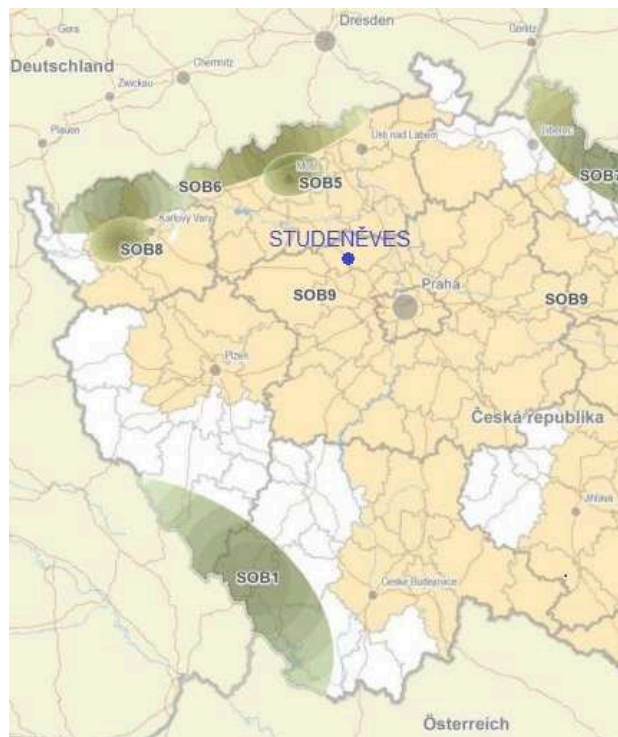 Gera
Dresden
Görlitz
Deutschland
Chemnitz
Zwickau
Plauen
Ústí nad Labem
Liberec
SOB7
SOB6
SOB5
Karlovy Vary
SOB8
STUDENĚVES
SOB9
Praha
SOB9
Plzeň
Česká republika
Jihlava
SOB1
České Budějovice
Österreich